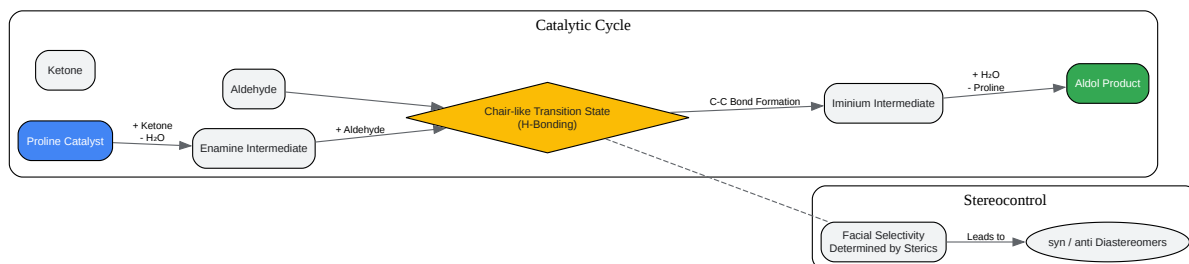 Catalytic Cycle
Ketone
Aldehyde
Proline Catalyst
+ Ketone
- H₂O
Enamine Intermediate
+ Aldehyde
Chair-like Transition State
(H-Bonding)
C-C Bond Formation
Iminium Intermediate
+ H₂O
- Proline
Aldol Product
Stereocontrol
Facial Selectivity
Determined by Sterics
Leads to
syn / anti Diastereomers